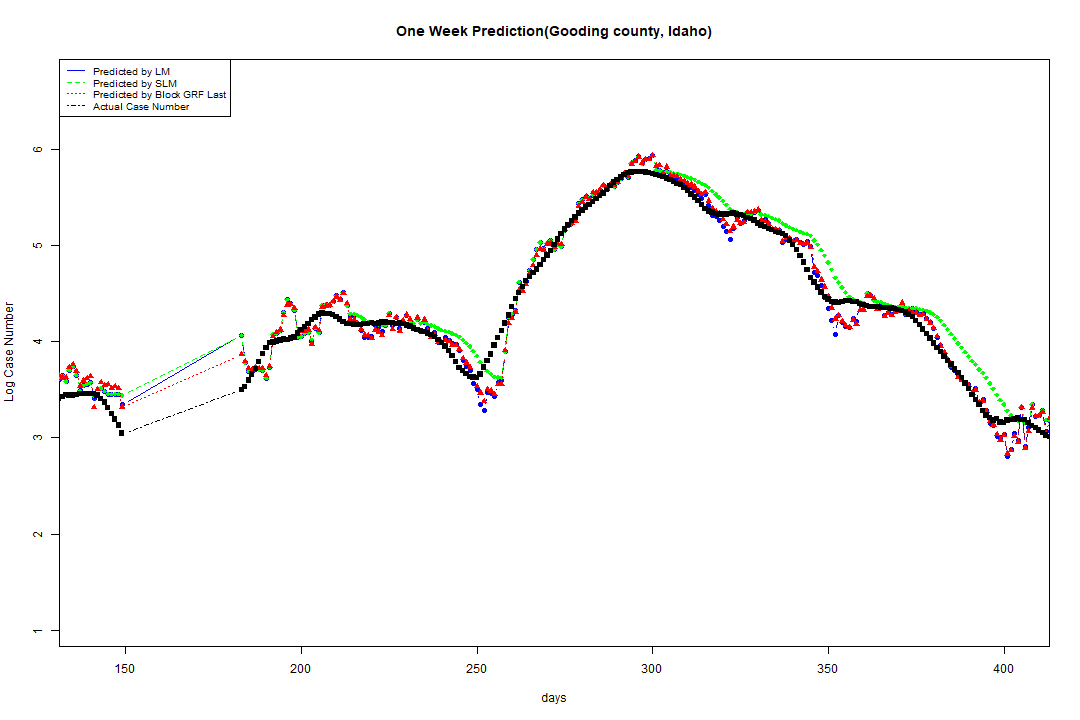 One Week Prediction(Gooding county, Idaho)
Predicted by LM
Predicted by SLM
Predicted by Block GRF Last
Actual Case Number
Log Case Number
6
5
4
3
2
1
150 200 250 300 350 400
days